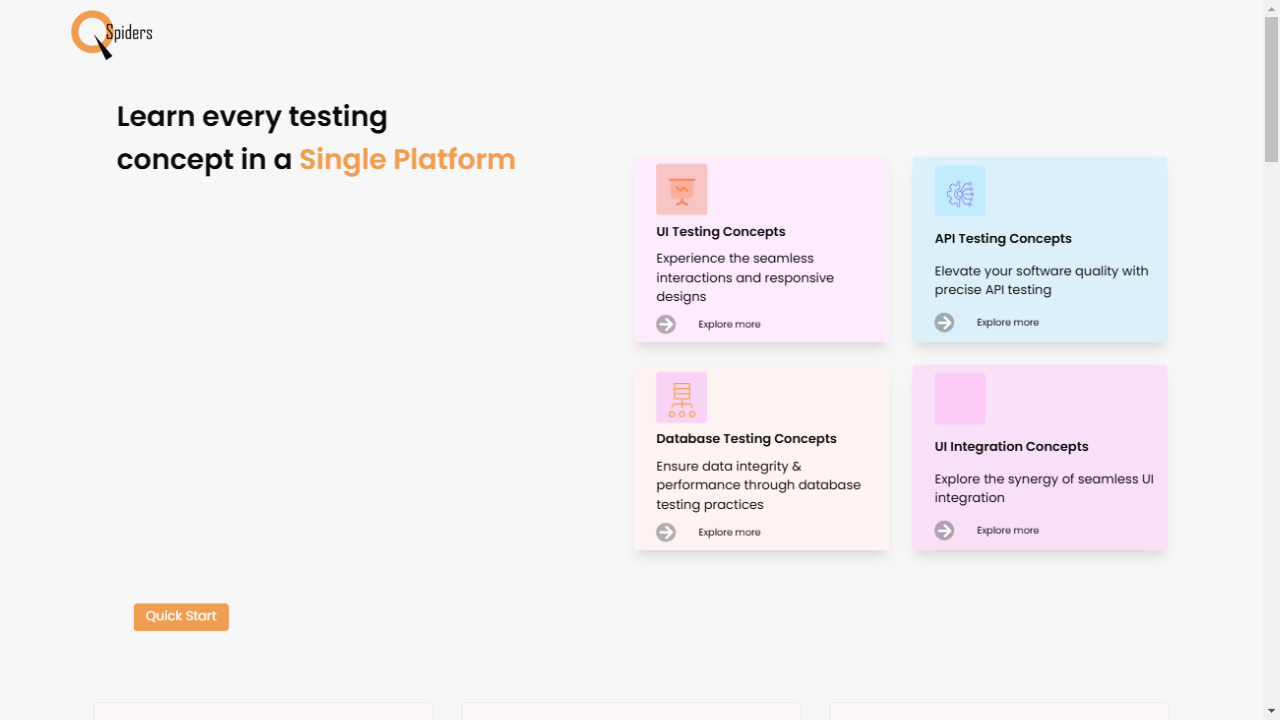 Spiders
Learn every testing
concept in a Single Platform
UI Testing Concepts
Experience the seamless
interactions and responsive
designs
Explore more
API Testing Concepts
Elevate your software quality with
precise API testing
Explore more
Database Testing Concepts
Ensure data integrity &
performance through database
testing practices
Explore more
UI Integration Concepts
Explore the synergy of seamless UI
integration
Explore more
Quick Start